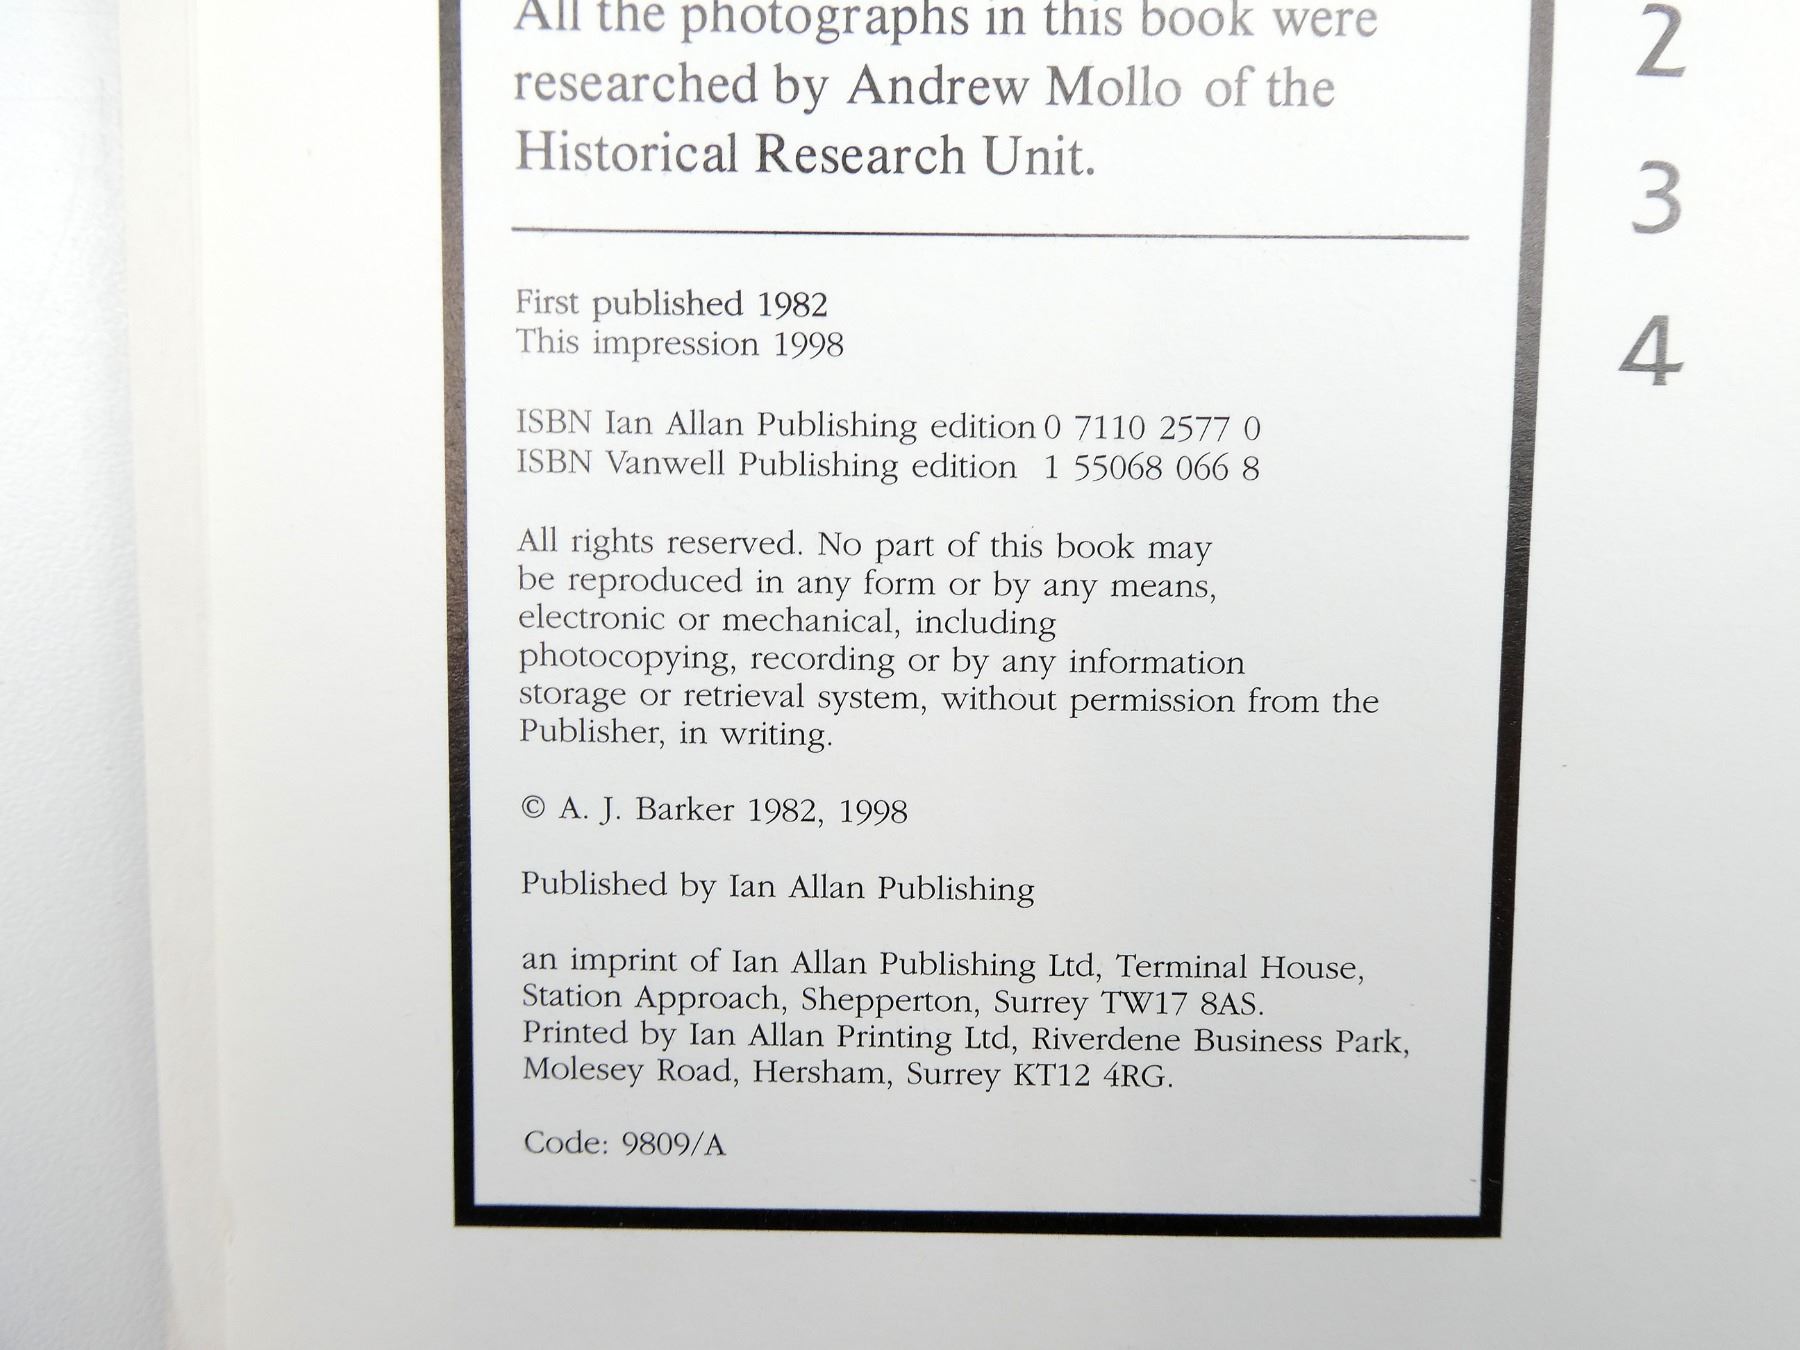 All the photographs in this book were
researched by Andrew Mollo of the
Historical Research Unit.
First published 1982
This impression 1998
ISBN Ian Allan Publishing edition 0 7110 2577 0
ISBN Vanwell Publishing edition 1 55068 066 8
All rights reserved. No part of this book may
be reproduced in any form or by any means,
electronic or mechanical, including
photocopying, recording or by any information
storage or retrieval system, without permission from the
Publisher, in writing.
© A. J. Barker 1982, 1998
Published by Ian Allan Publishing
an imprint of Ian Allan Publishing Ltd, Terminal House,
Station Approach, Shepperton, Surrey TW17 8AS.
Printed by Ian Allan Printing Ltd, Riverdene Business Park,
Molesey Road, Hersham, Surrey KT12 4RG.
Code: 9809/A
2
3
4